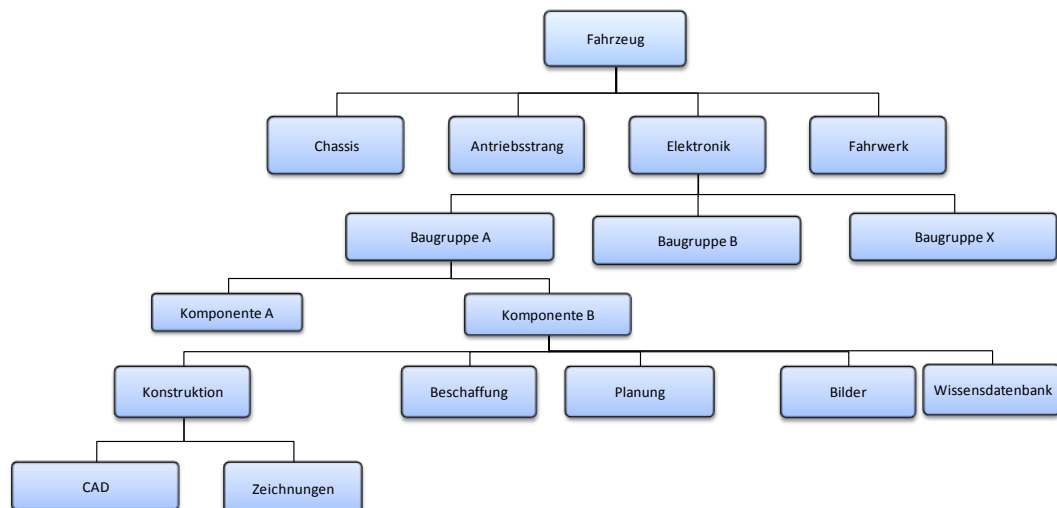 Fahrzeug
Chassis
Antriebsstrang
Elektronik
Fahrwerk
Baugruppe A
Baugruppe B
Baugruppe X
Komponente A
Komponente B
Konstruktion
Beschaffung
Planung
Bilder
Wissensdatenbank
CAD
Zeichnungen